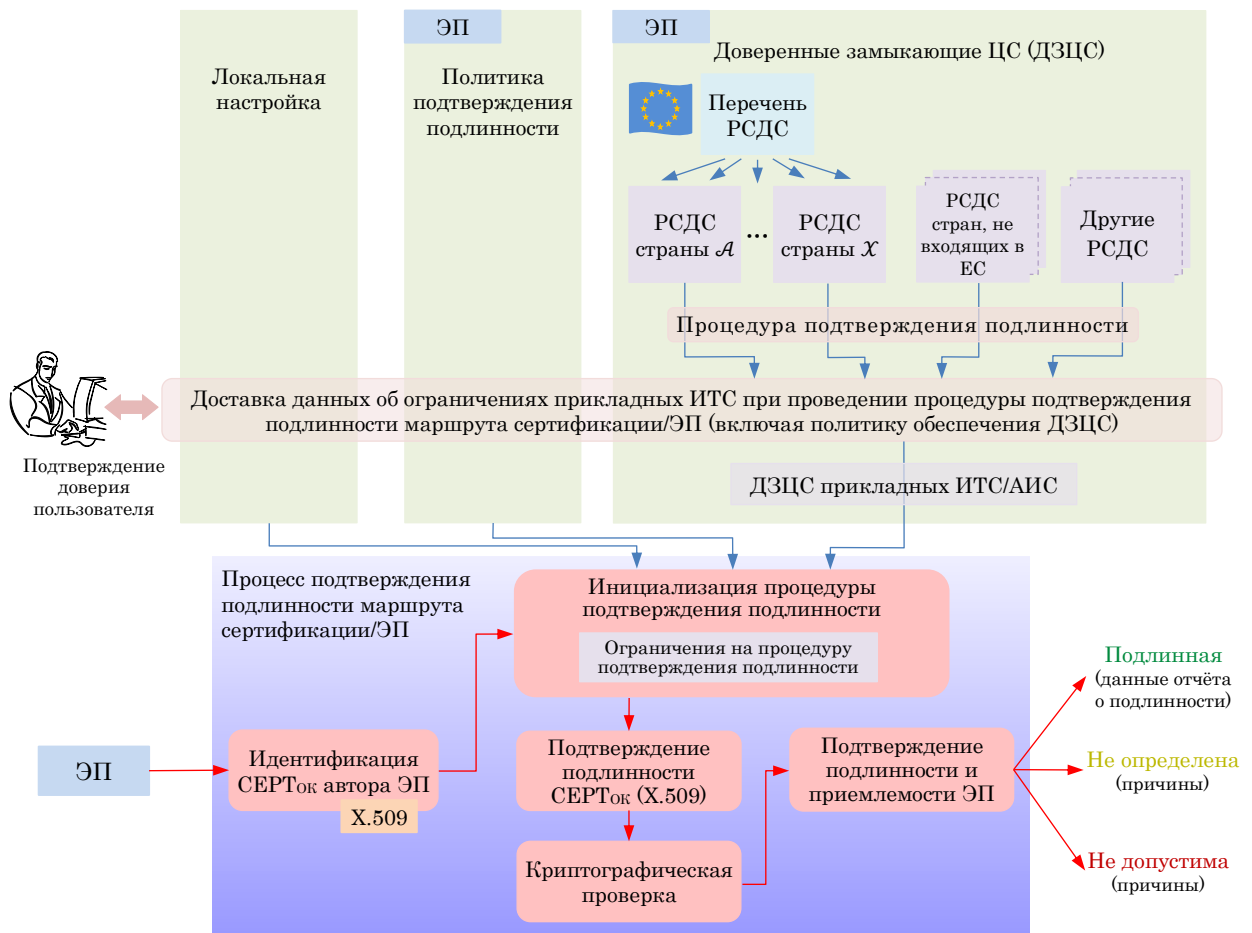 ЭП
ЭП
Доверенные замыкающие ЦС (ДЗЦС)
Локальная
настройка
Политика
подтверждения
подлинности
Перечень
РСДС
РСДС
страны 𝒜
...
РСДС
страны 𝒳
РСДС
стран, не
входящих в
ЕС
Другие
РСДС
Процедура подтверждения подлинности
Доставка данных об ограничениях прикладных ИТС при проведении процедуры подтверждения
подлинности маршрута сертификации/ЭП (включая политику обеспечения ДЗЦС)
Подтверждение
доверия
пользователя
ДЗЦС прикладных ИТС/АИС
Процесс подтверждения
подлинности маршрута
сертификации/ЭП
Инициализация процедуры
подтверждения подлинности
Ограничения на процедуру
подтверждения подлинности
ЭП
Идентификация
СЕРТОК автора ЭП
X.509
Подтверждение
подлинности
СЕРТОК (X.509)
Криптографическая
проверка
Подтверждение
подлинности и
приемлемости ЭП
Подлинная
(данные отчёта
о подлинности)
Не определена
(причины)
Не допустима
(причины)